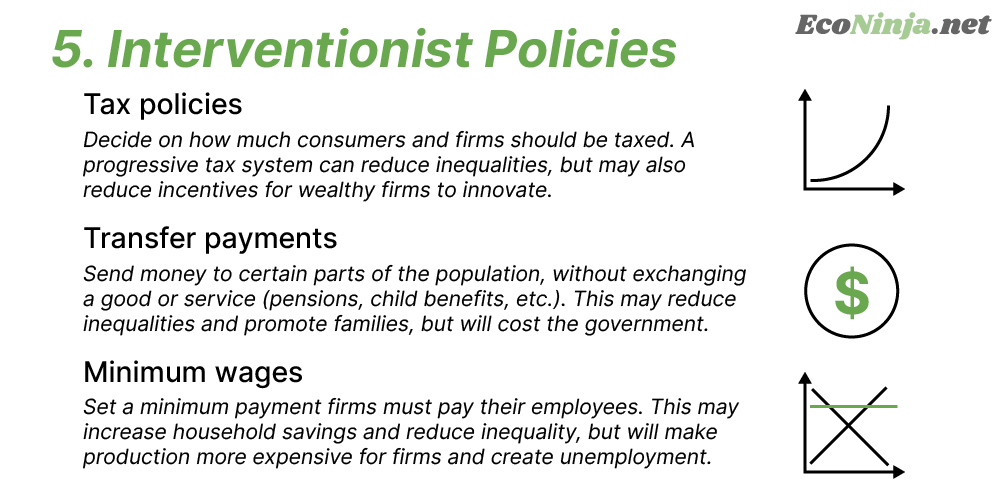 EcoNinja.net
5. Interventionist Policies
Tax policies
Decide on how much consumers and firms should be taxed. A
progressive tax system can reduce inequalities, but may also
reduce incentives for wealthy firms to innovate.
Transfer payments
Send money to certain parts of the population, without exchanging
a good or service (pensions, child benefits, etc.). This may reduce
inequalities and promote families, but will cost the government.
Minimum wages
Set a minimum payment firms must pay their employees. This may
increase household savings and reduce inequality, but will make
production more expensive for firms and create unemployment.
$